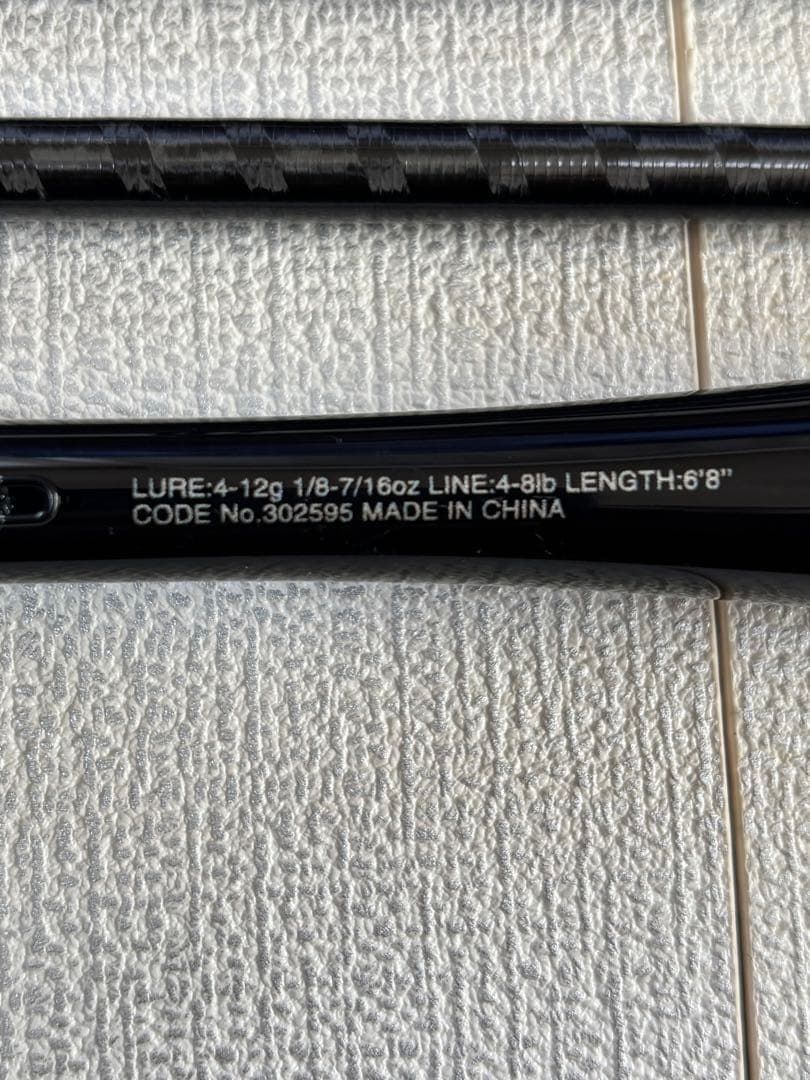 LURE:4-12g 1/8-7/16oz LINE:4-8lb LENGTH:6'8"
CODE No.302595 MADE IN CHINA